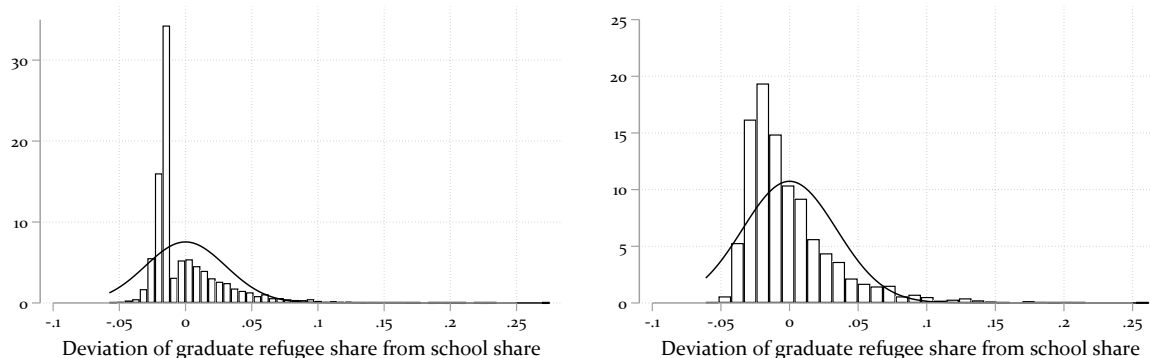 30
20
10
0
-.1 -.05 0 .05 .1 .15 .2 .25
Deviation of graduate refugee share from school share
25
20
15
10
5
0
-.1 -.05 0 .05 .1 .15 .2 .25
Deviation of graduate refugee share from school share